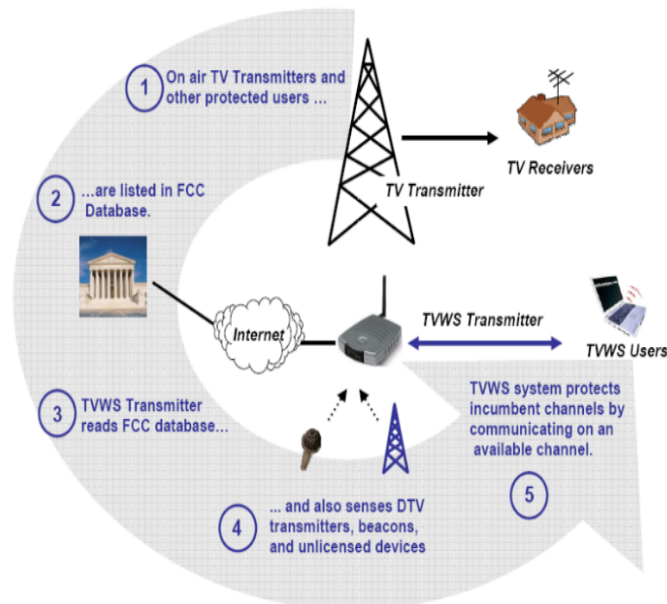 1
On air TV Transmitters and
other protected users ...
TV Transmitter
TV Receivers
2
...are listed in FCC
Database.
Internet
TVWS Transmitter
TVWS Users
3
TVWS Transmitter
reads FCC database...
4
... and also senses DTV
transmitters, beacons,
and unlicensed devices
TVWS system protects
incumbent channels by
communicating on an
available channel.
5